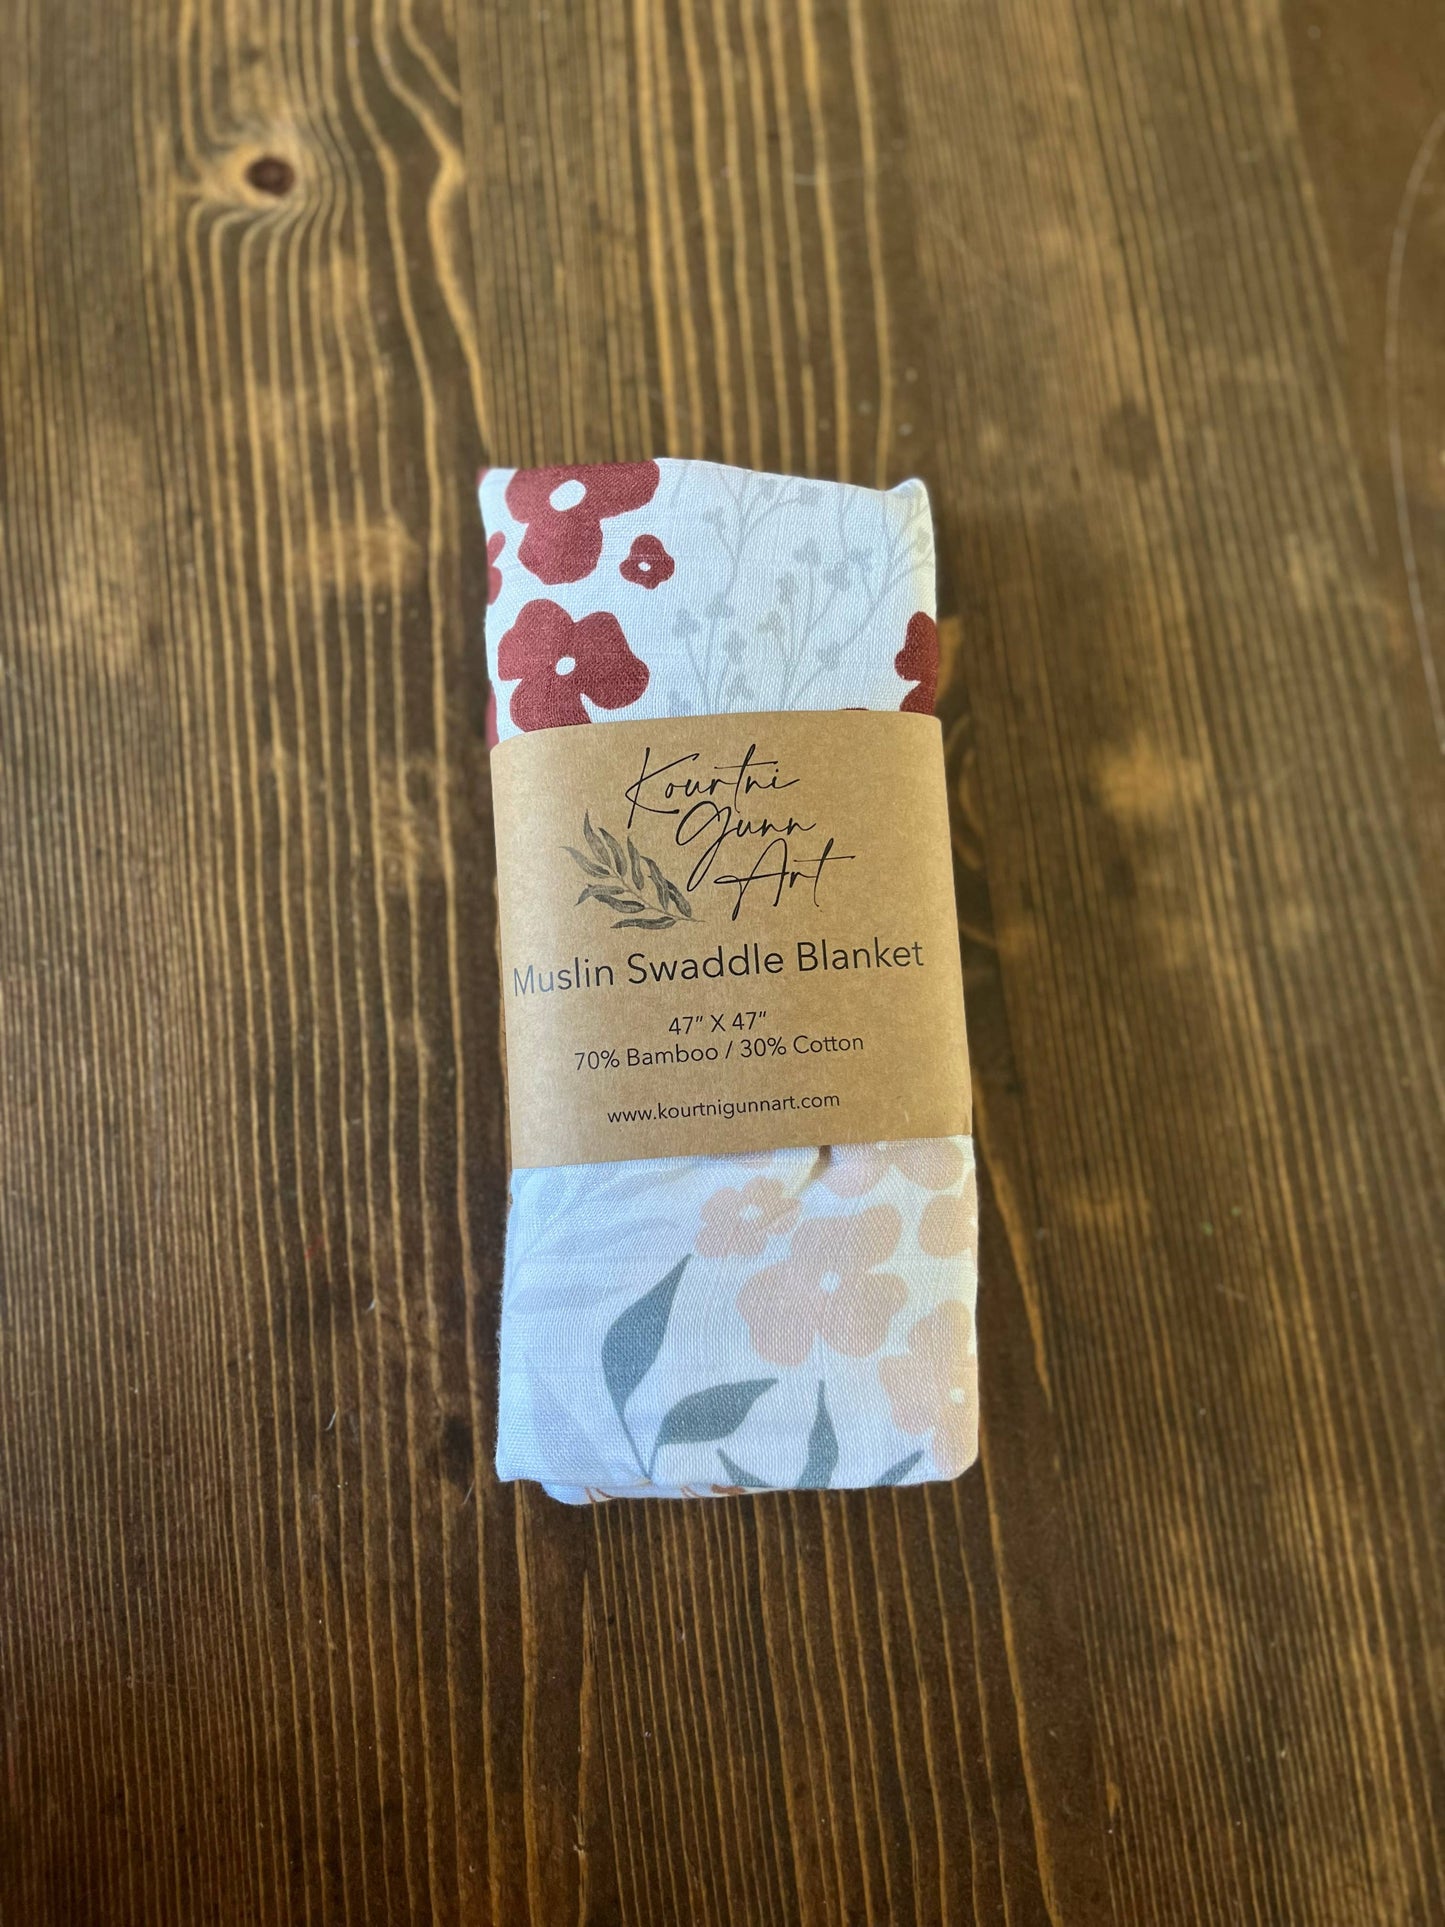 Kourtni
Gunn
Art
Muslin Swaddle Blanket
47" X 47"
70% Bamboo / 30% Cotton
www.kourtnigunnart.com